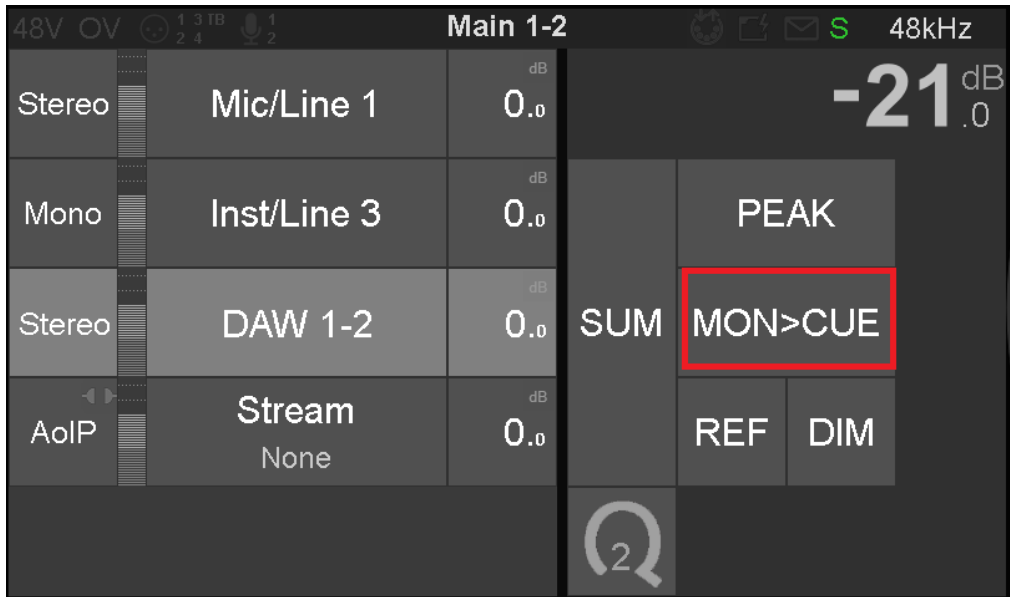 48V OV 1 3 TB 2 4 1 2 Main 1-2 S 48kHz
-21.0 dB
Stereo Mic/Line 1 dB 0.0
Mono Inst/Line 3 dB 0.0
PEAK
Stereo DAW 1-2 dB 0.0
SUM MON>CUE
AoIP Stream dB 0.0
None
REF DIM
2